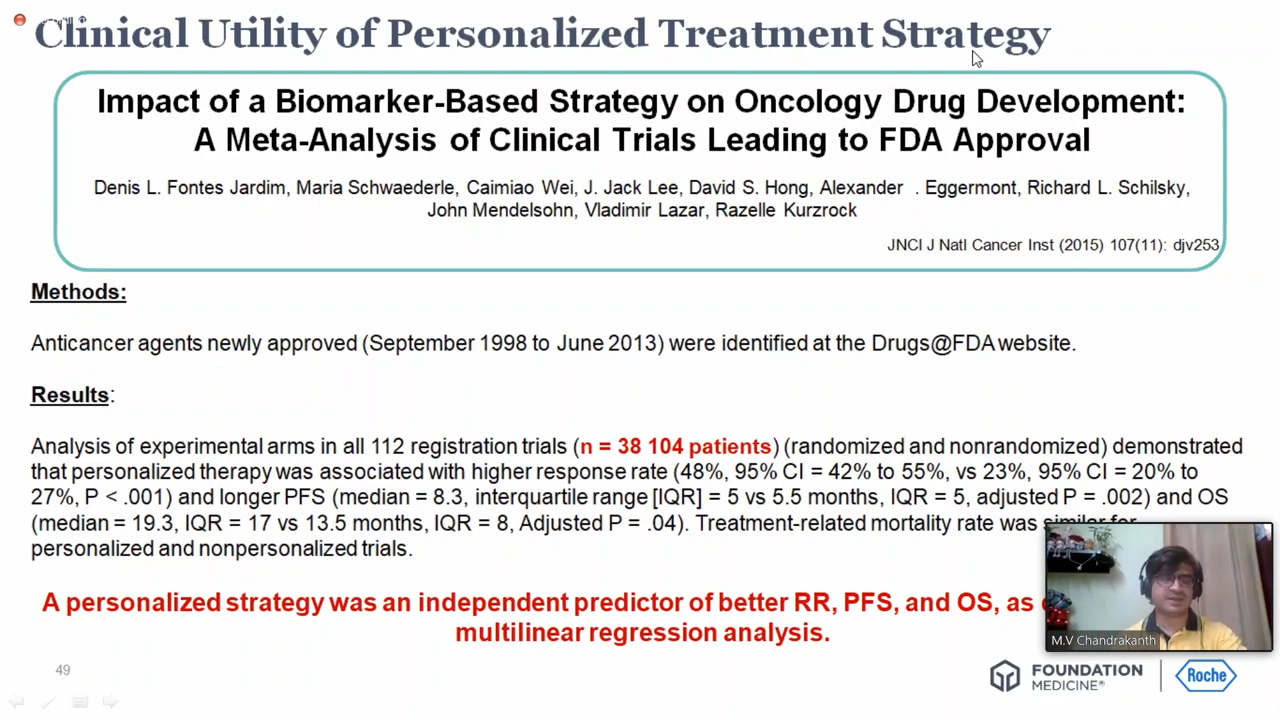 Clinical Utility of Personalized Treatment Strategy
Impact of a Biomarker-Based Strategy on Oncology Drug Development:
A Meta-Analysis of Clinical Trials Leading to FDA Approval
Denis L. Fontes Jardim, Maria Schwaederle, Caimiao Wei, J. Jack Lee, David S. Hong, Alexander . Eggermont, Richard L. Schilsky,
John Mendelsohn, Vladimir Lazar, Razelle Kurzrock
JNCI J Natl Cancer Inst (2015) 107(11): djv253
Methods:
Anticancer agents newly approved (September 1998 to June 2013) were identified at the Drugs@FDA website.
Results:
Analysis of experimental arms in all 112 registration trials (n = 38 104 patients) (randomized and nonrandomized) demonstrated
that personalized therapy was associated with higher response rate (48%, 95% CI = 42% to 55%, vs 23%, 95% CI = 20% to
27%, P < .001) and longer PFS (median = 8.3, interquartile range [IQR] = 5 vs 5.5 months, IQR = 5, adjusted P = .002) and OS
(median = 19.3, IQR = 17 vs 13.5 months, IQR = 8, Adjusted P = .04). Treatment-related mortality rate was similar for
personalized and nonpersonalized trials.
A personalized strategy was an independent predictor of better RR, PFS, and OS, as
multilinear regression analysis.
M.V Chandrakanth
49
FOUNDATION
MEDICINE®
Roche